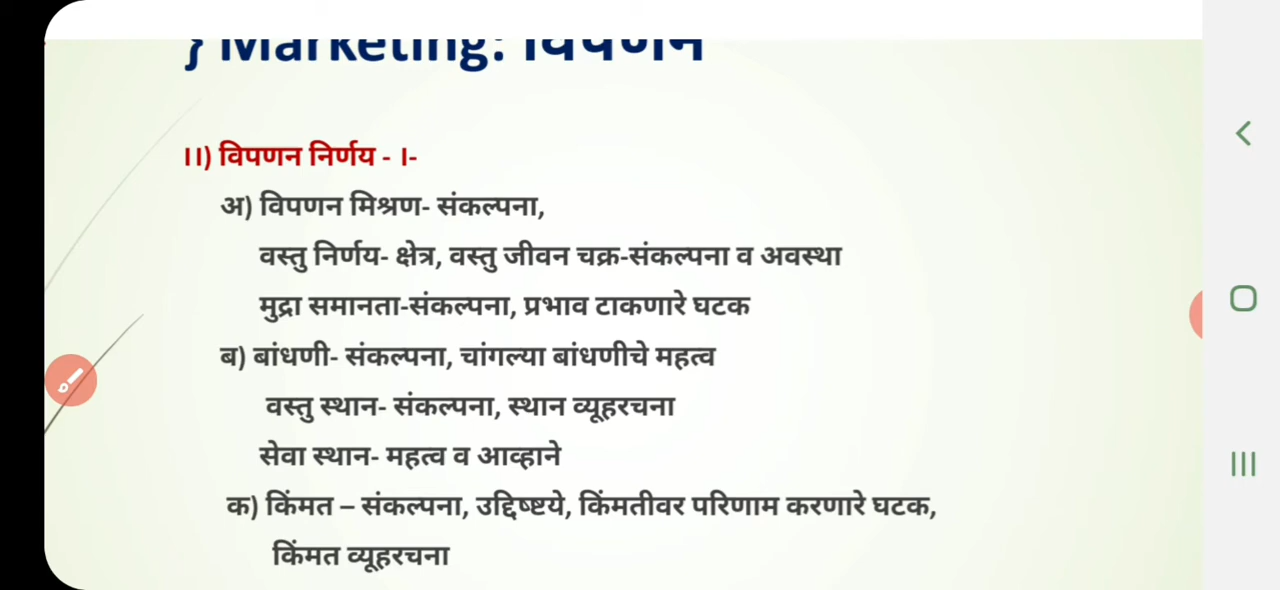 } Marketing: विपणन
II) विपणन निर्णय - I-
अ) विपणन मिश्रण- संकल्पना,
वस्तु निर्णय- क्षेत्र, वस्तु जीवन चक्र-संकल्पना व अवस्था
मुद्रा समानता-संकल्पना, प्रभाव टाकणारे घटक
ब) बांधणी- संकल्पना, चांगल्या बांधणीचे महत्व
वस्तु स्थान- संकल्पना, स्थान व्यूहरचना
सेवा स्थान- महत्व व आव्हाने
क) किंमत – संकल्पना, उद्दिष्ष्टये, किंमतीवर परिणाम करणारे घटक,
किंमत व्यूहरचना